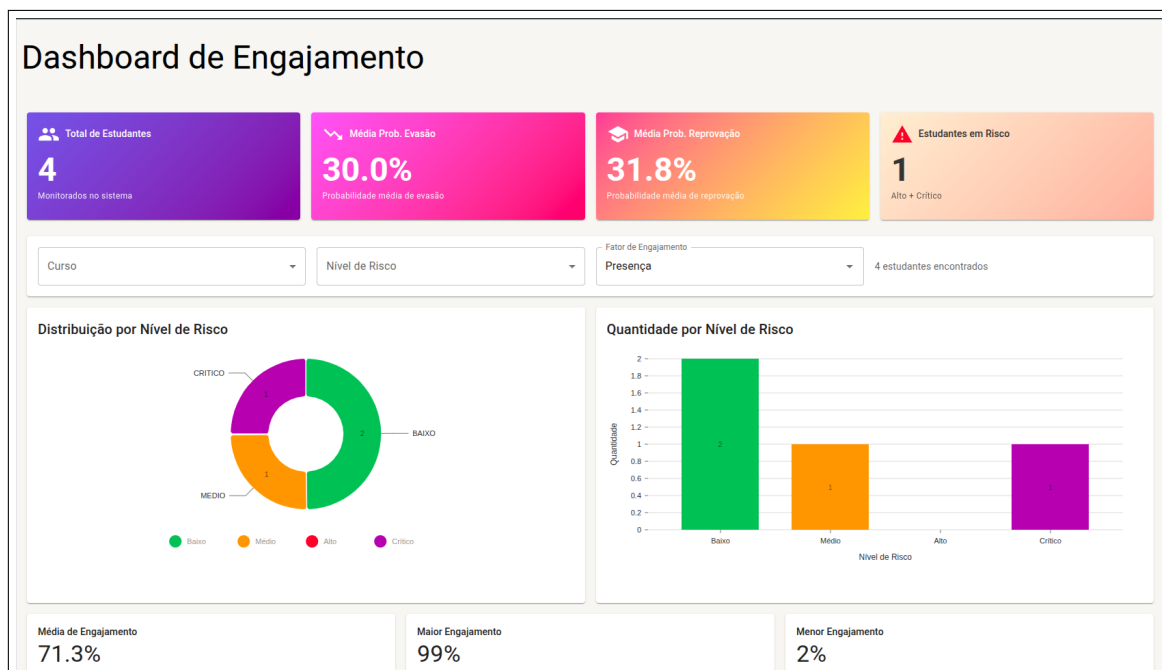 Dashboard de Engajamento
Total de Estudantes
4
Monitorados no sistema
Média Prob. Evasão
30.0%
Probabilidade média de evasão
Média Prob. Reprovação
31.8%
Probabilidade média de reprovação
Estudantes em Risco
1
Alto + Crítico
Curso
Nível de Risco
Fator de Engajamento
Presença
4 estudantes encontrados
Distribuição por Nível de Risco
CRITICO
1
2
BAIXO
1
MEDIO
Baixo
Médio
Alto
Crítico
Quantidade por Nível de Risco
Quantidade
2
1.8
1.6
1.4
1.2
1
0.8
0.6
0.4
0.2
0
2
1
1
Baixo
Médio
Alto
Crítico
Nível de Risco
Média de Engajamento
71.3%
Maior Engajamento
99%
Menor Engajamento
2%